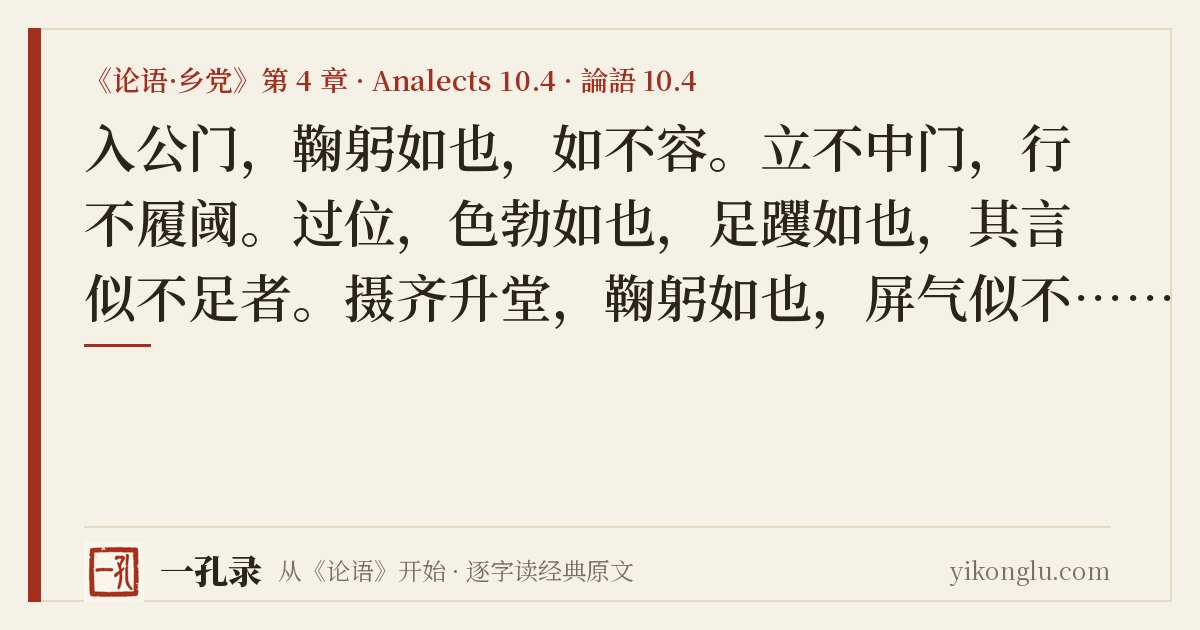 《论语·乡党》第 4 章 · Analects 10.4 · 論語 10.4
入公门，鞠躬如也，如不容。立不中门，行
不履阈。过位，色勃如也，足躩如也，其言
似不足者。摄齐升堂，鞠躬如也，屏气似不……
一孔
一孔录 从《论语》开始 · 逐字读经典原文 yikonglu.com